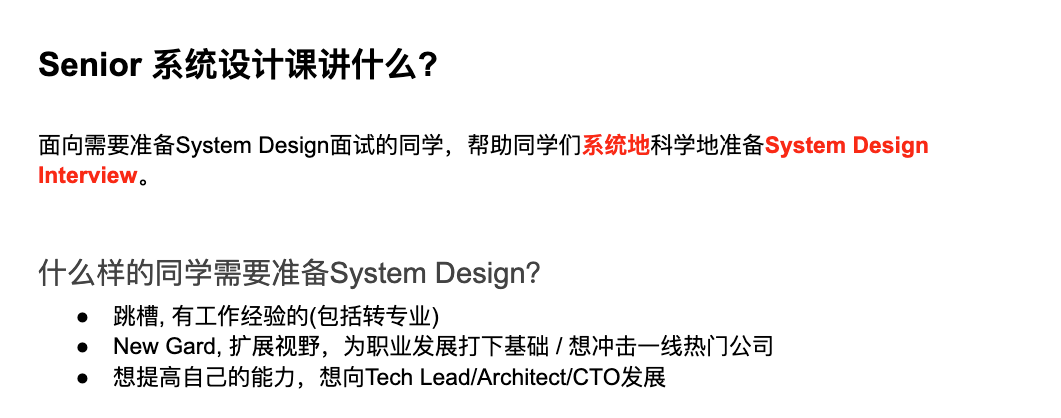 Senior 系统设计课讲什么?
面向需要准备System Design面试的同学，帮助同学们系统地科学地准备System Design
Interview。
什么样的同学需要准备System Design?
● 跳槽, 有工作经验的(包括转专业)
● New Gard, 扩展视野，为职业发展打下基础 / 想冲击一线热门公司
● 想提高自己的能力，想向Tech Lead/Architect/CTO发展